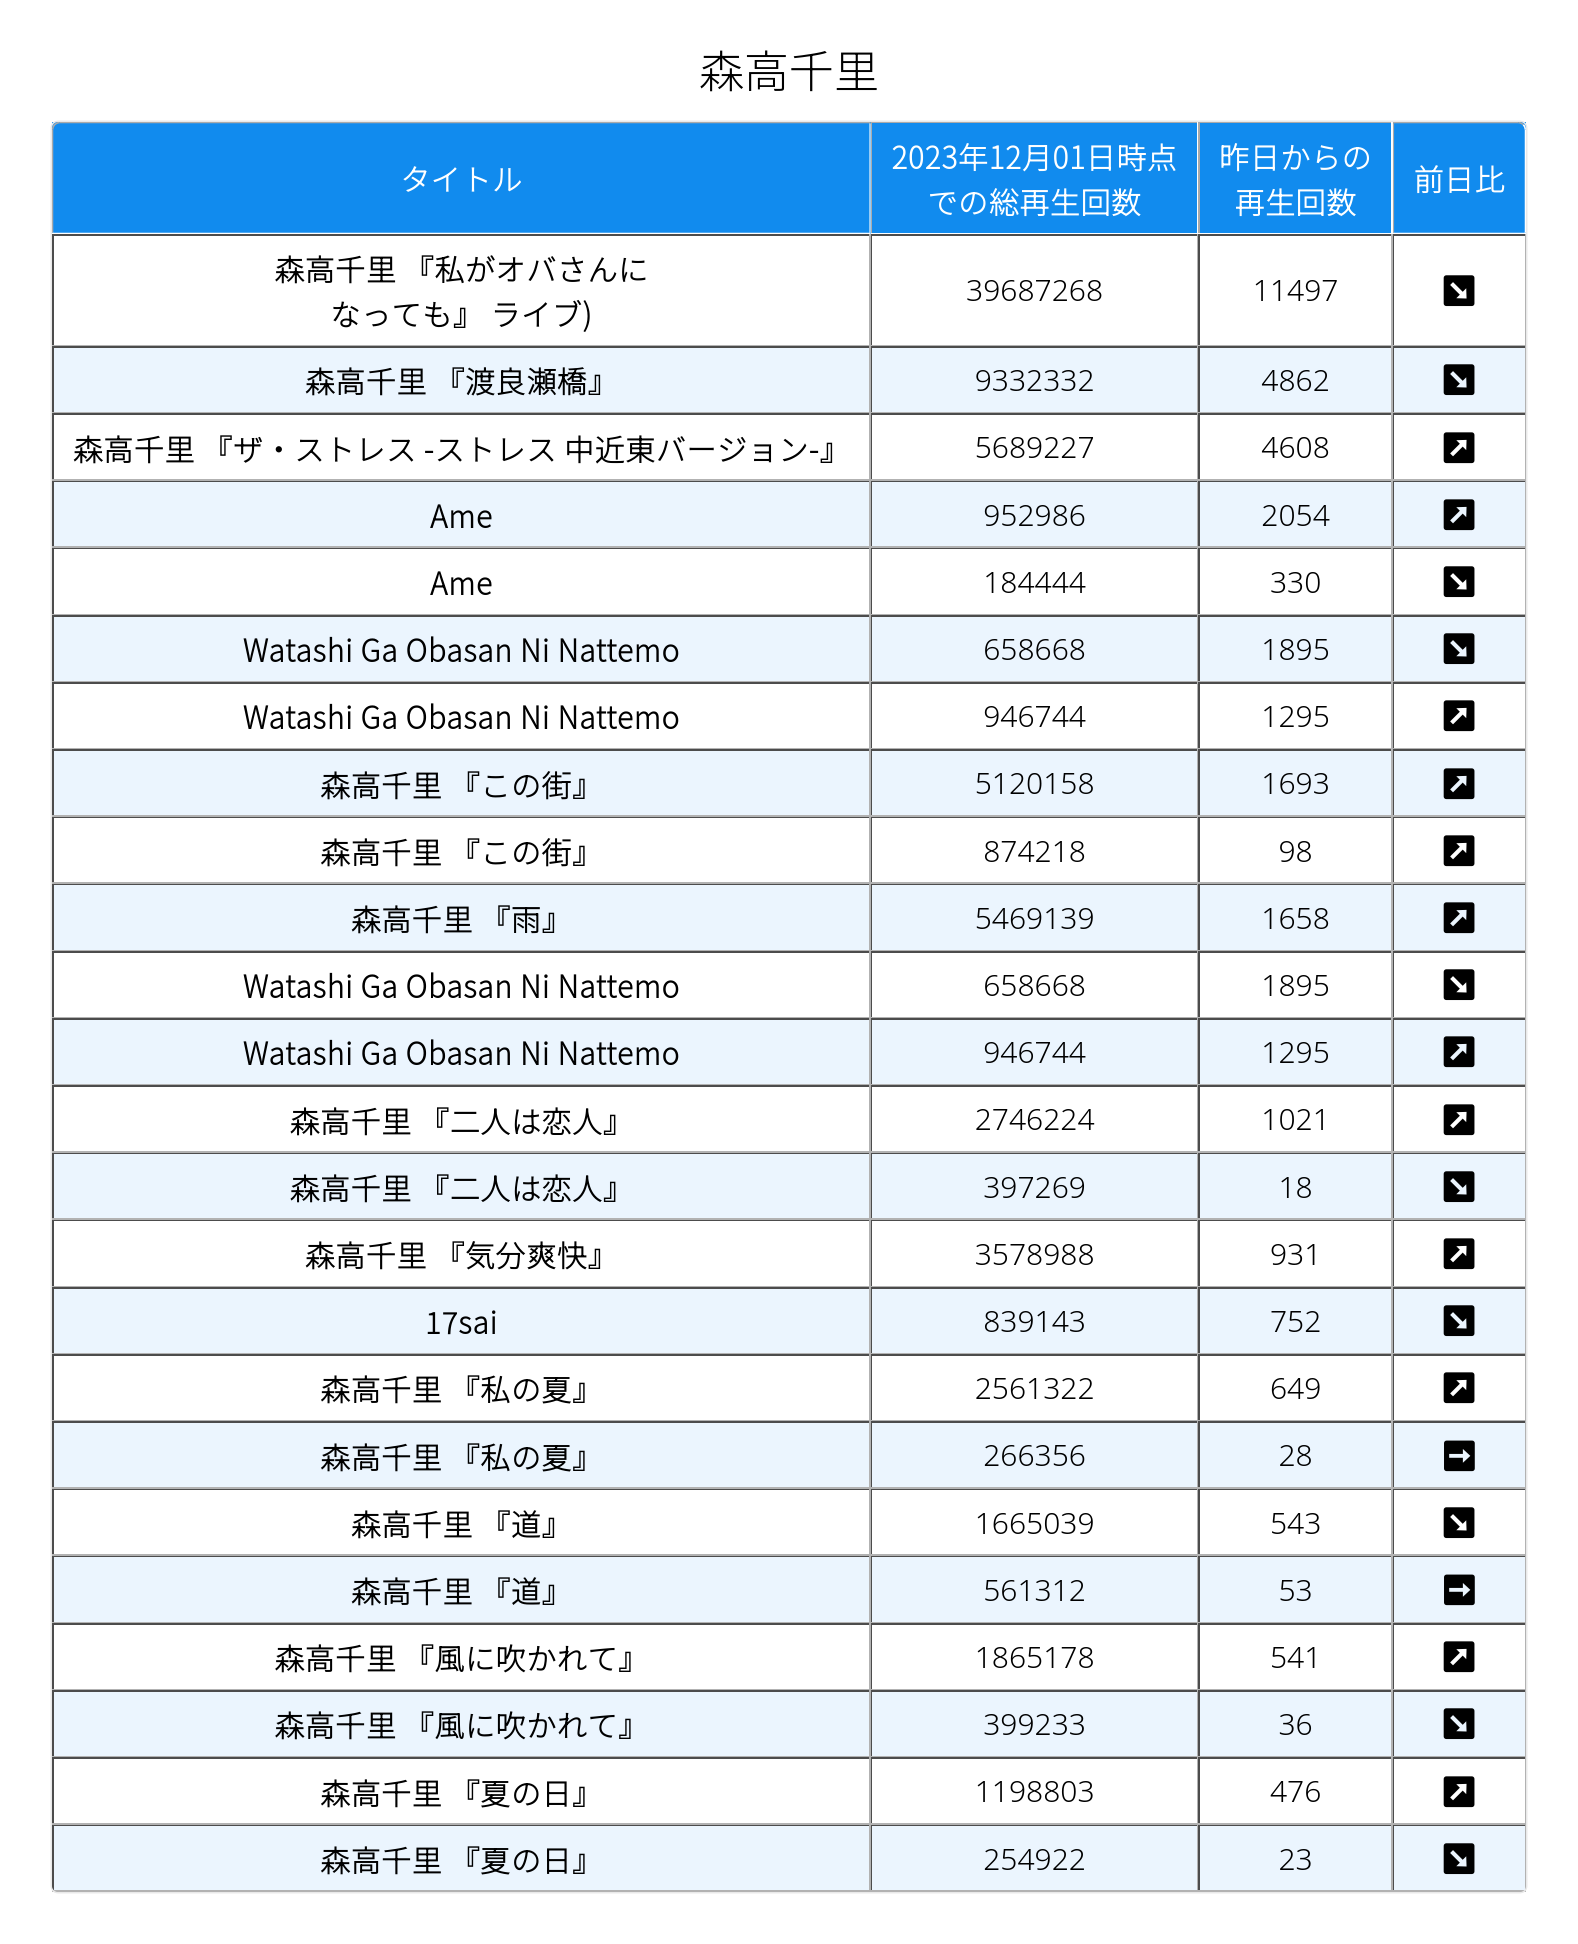 森高千里
タイトル 2023年12月01日時点 昨日からの 前日比
での総再生回数 再生回数
森高千里 『私がオバさんに
なっても』 ライブ) 39687268 11497 ↘
森高千里 『渡良瀬橋』 9332332 4862 ↘
森高千里 『ザ・ストレス -ストレス 中近東バージョン-』 5689227 4608 ↗
Ame 952986 2054 ↗
Ame 184444 330 ↘
Watashi Ga Obasan Ni Nattemo 658668 1895 ↘
Watashi Ga Obasan Ni Nattemo 946744 1295 ↗
森高千里 『この街』 5120158 1693 ↗
森高千里 『この街』 874218 98 ↗
森高千里 『雨』 5469139 1658 ↗
Watashi Ga Obasan Ni Nattemo 658668 1895 ↘
Watashi Ga Obasan Ni Nattemo 946744 1295 ↗
森高千里 『二人は恋人』 2746224 1021 ↗
森高千里 『二人は恋人』 397269 18 ↘
森高千里 『気分爽快』 3578988 931 ↗
17sai 839143 752 ↘
森高千里 『私の夏』 2561322 649 ↗
森高千里 『私の夏』 266356 28 →
森高千里 『道』 1665039 543 ↘
森高千里 『道』 561312 53 →
森高千里 『風に吹かれて』 1865178 541 ↗
森高千里 『風に吹かれて』 399233 36 ↘
森高千里 『夏の日』 1198803 476 ↗
森高千里 『夏の日』 254922 23 ↘